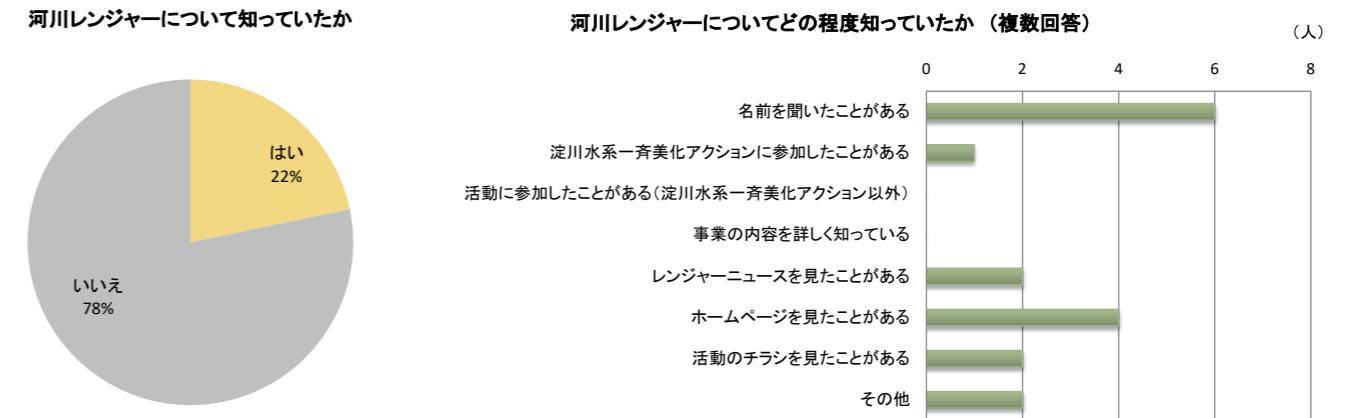 河川レンジャーについて知っていたか
はい
22%
いいえ
78%
河川レンジャーについてどの程度知っていたか （複数回答）
（人）
0 2 4 6 8
名前を聞いたことがある
淀川水系一斉美化アクションに参加したことがある
活動に参加したことがある（淀川水系一斉美化アクション以外）
事業の内容を詳しく知っている
レンジャーニュースを見たことがある
ホームページを見たことがある
活動のチラシを見たことがある
その他